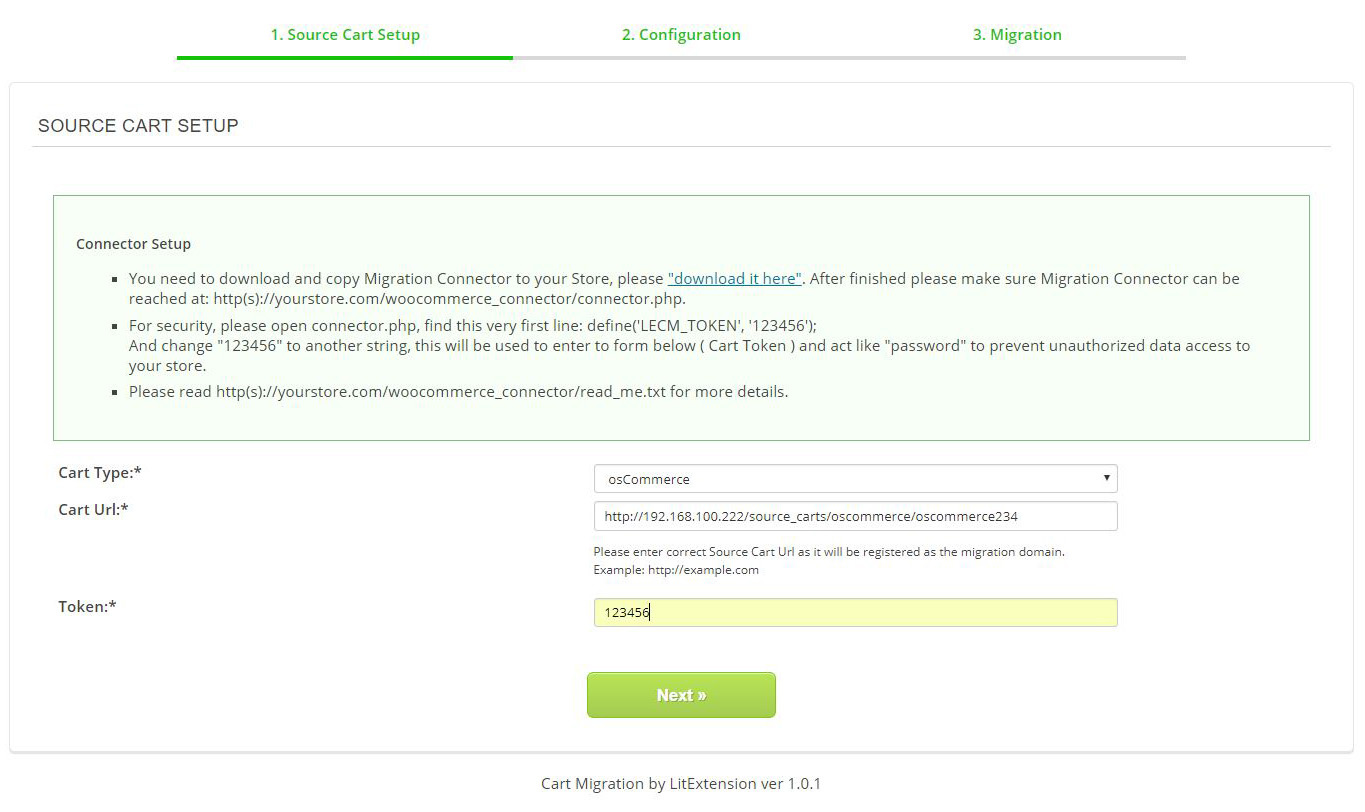 1. Source Cart Setup
2. Configuration
3. Migration
SOURCE CART SETUP
Connector Setup
▪ You need to download and copy Migration Connector to your Store, please "download it here". After finished please make sure Migration Connector can be
reached at: http(s)://yourstore.com/woocommerce_connector/connector.php.
▪ For security, please open connector.php, find this very first line: define('LECM_TOKEN', '123456');
And change "123456" to another string, this will be used to enter to form below ( Cart Token ) and act like "password" to prevent unauthorized data access to
your store.
▪ Please read http(s)://yourstore.com/woocommerce_connector/read_me.txt for more details.
Cart Type:*
osCommerce
Cart Url:*
http://192.168.100.222/source_carts/oscommerce/oscommerce234
Please enter correct Source Cart Url as it will be registered as the migration domain.
Example: http://example.com
Token:*
123456
Next »
Cart Migration by LitExtension ver 1.0.1